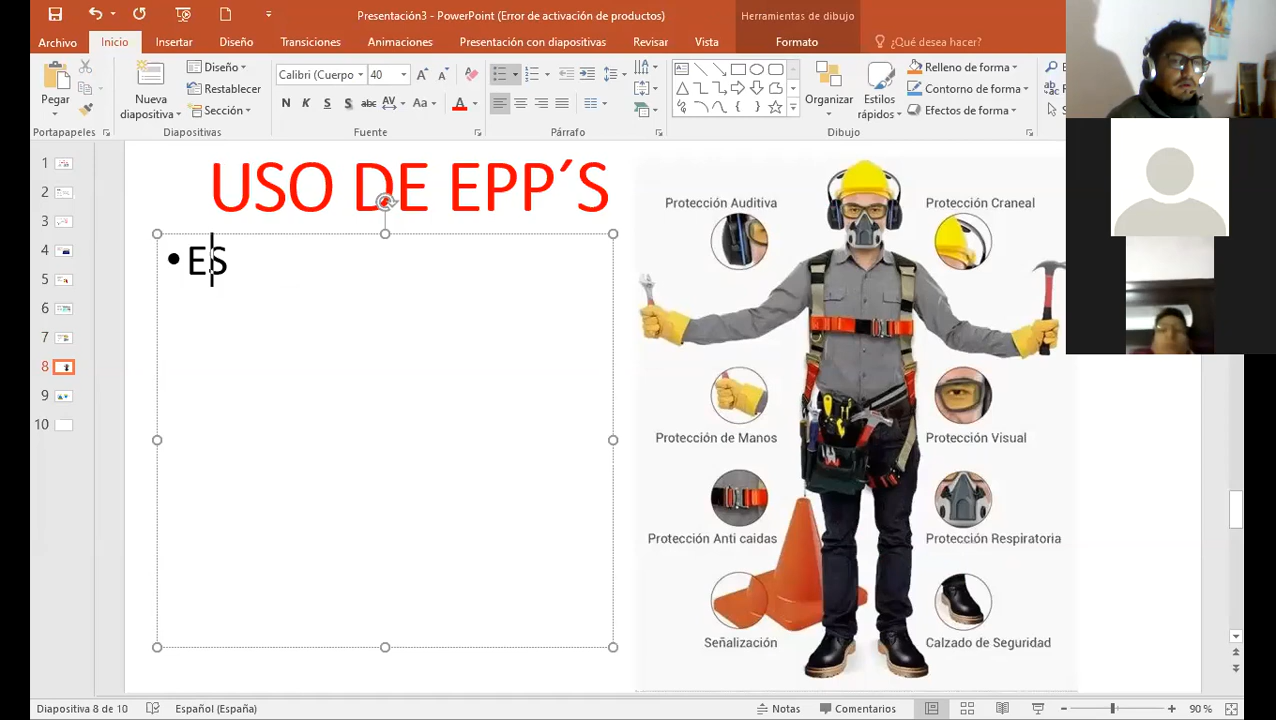 Presentación3 - PowerPoint (Error de activación de productos)
Herramientas de dibujo
Archivo
Inicio
Insertar
Diseño
Transiciones
Animaciones
Presentación con diapositivas
Revisar
Vista
Formato
¿Qué desea hacer?
Pegar
Nueva
diapositiva
Diseño
Restablecer
Sección
Calibri (Cuerpo)
40
N
K
S
S
abc
AV
Aa
A
Organizar
Estilos
rápidos
Relleno de forma
Contorno de forma
Efectos de forma
Portapapeles
Diapositivas
Fuente
Párrafo
Dibujo
1
2
3
4
5
6
7
8
9
10
USO DE EPP´S
• ES
Protección Auditiva
Protección Craneal
Protección de Manos
Protección Visual
Protección Anti caidas
Protección Respiratoria
Señalización
Calzado de Seguridad
Diapositiva 8 de 10
Español (España)
Notas
Comentarios
90 %